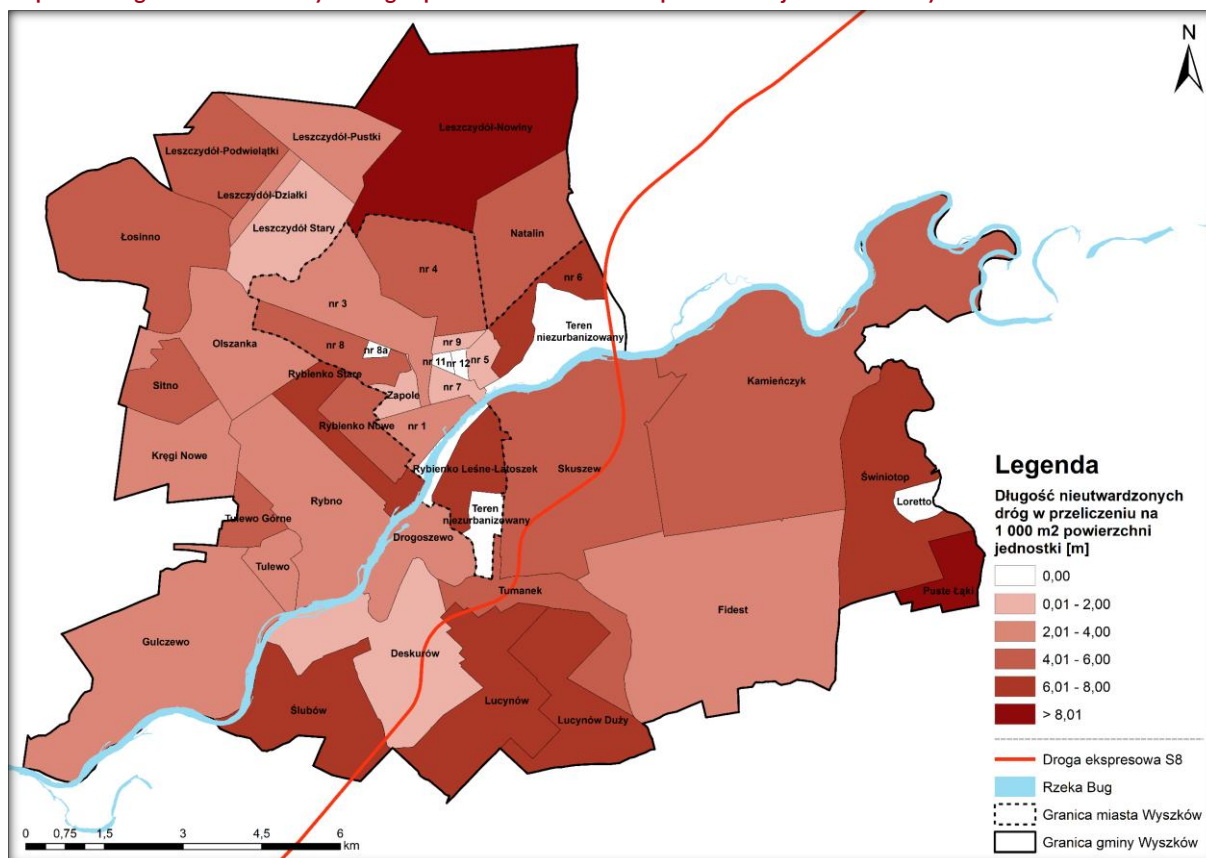 N
Leszczydół-Nowiny
Leszczydół-Pustki
Leszczydół-Podwielątki
Leszczydół-Działki
Leszczydół Stary
Łosinno
Natalin
nr 4
nr 6
nr 3
Teren
niezurbanizowany
nr 9
nr 8
nr 8a
nr 11
nr 12
nr 5
Olszanka
Rybienko Stare
Sitno
Zapole
nr 7
Kamieńczyk
Rybienko Nowe
nr 1
Kręgi Nowe
Rybienko Leśne-Latoszek
Skuszew
Świniotop
Loretto
Rybno
Tulewo Górne
Teren
niezurbanizowany
Drogoszewo
Tulewo
Tumanek
Puste Łąki
Fidest
Gulczewo
Deskurów
Ślubów
Lucynów
Lucynów Duży
Legenda
Długość nieutwardzonych
dróg w przeliczeniu na
1 000 m2 powierzchni
jednostki [m]
0,00
0,01 - 2,00
2,01 - 4,00
4,01 - 6,00
6,01 - 8,00
> 8,01
Droga ekspresowa S8
Rzeka Bug
Granica miasta Wyszków
Granica gminy Wyszków
0 0,75 1,5 3 4,5 6
km